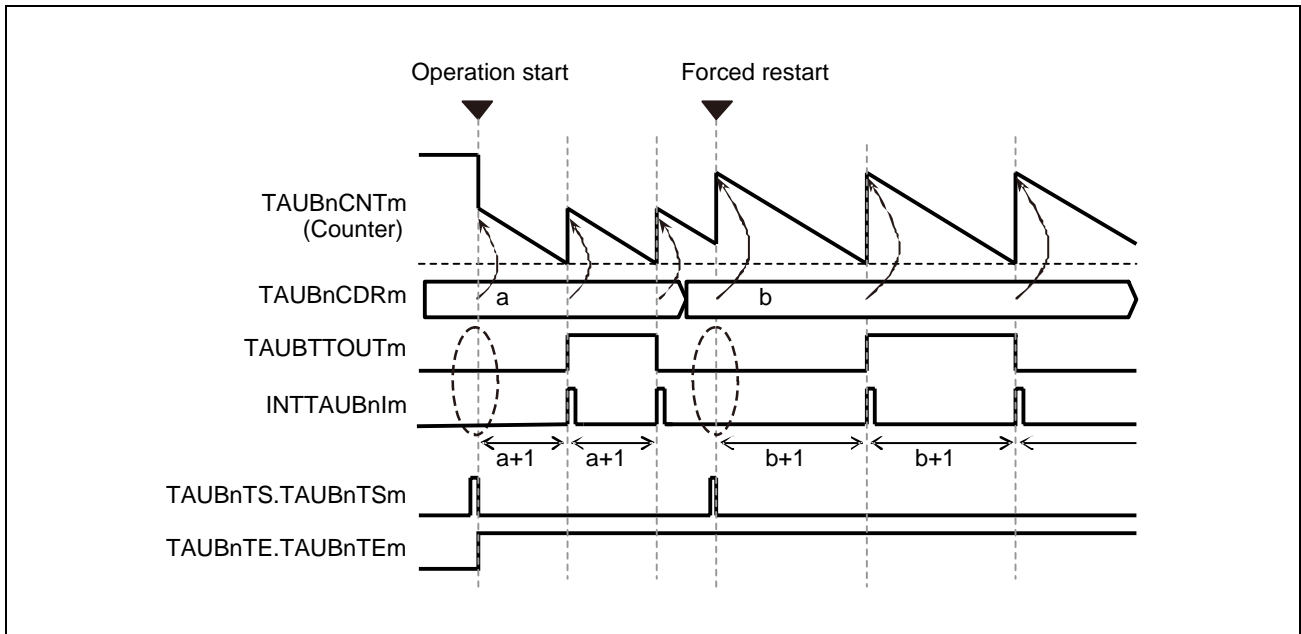 Operation start
Forced restart
TAUBnCNTm
(Counter)
TAUBnCDRm
a
b
TAUBTTOUTm
INTTAUBnIm
a+1
a+1
b+1
b+1
TAUBnTS.TAUBnTSm
TAUBnTE.TAUBnTEm